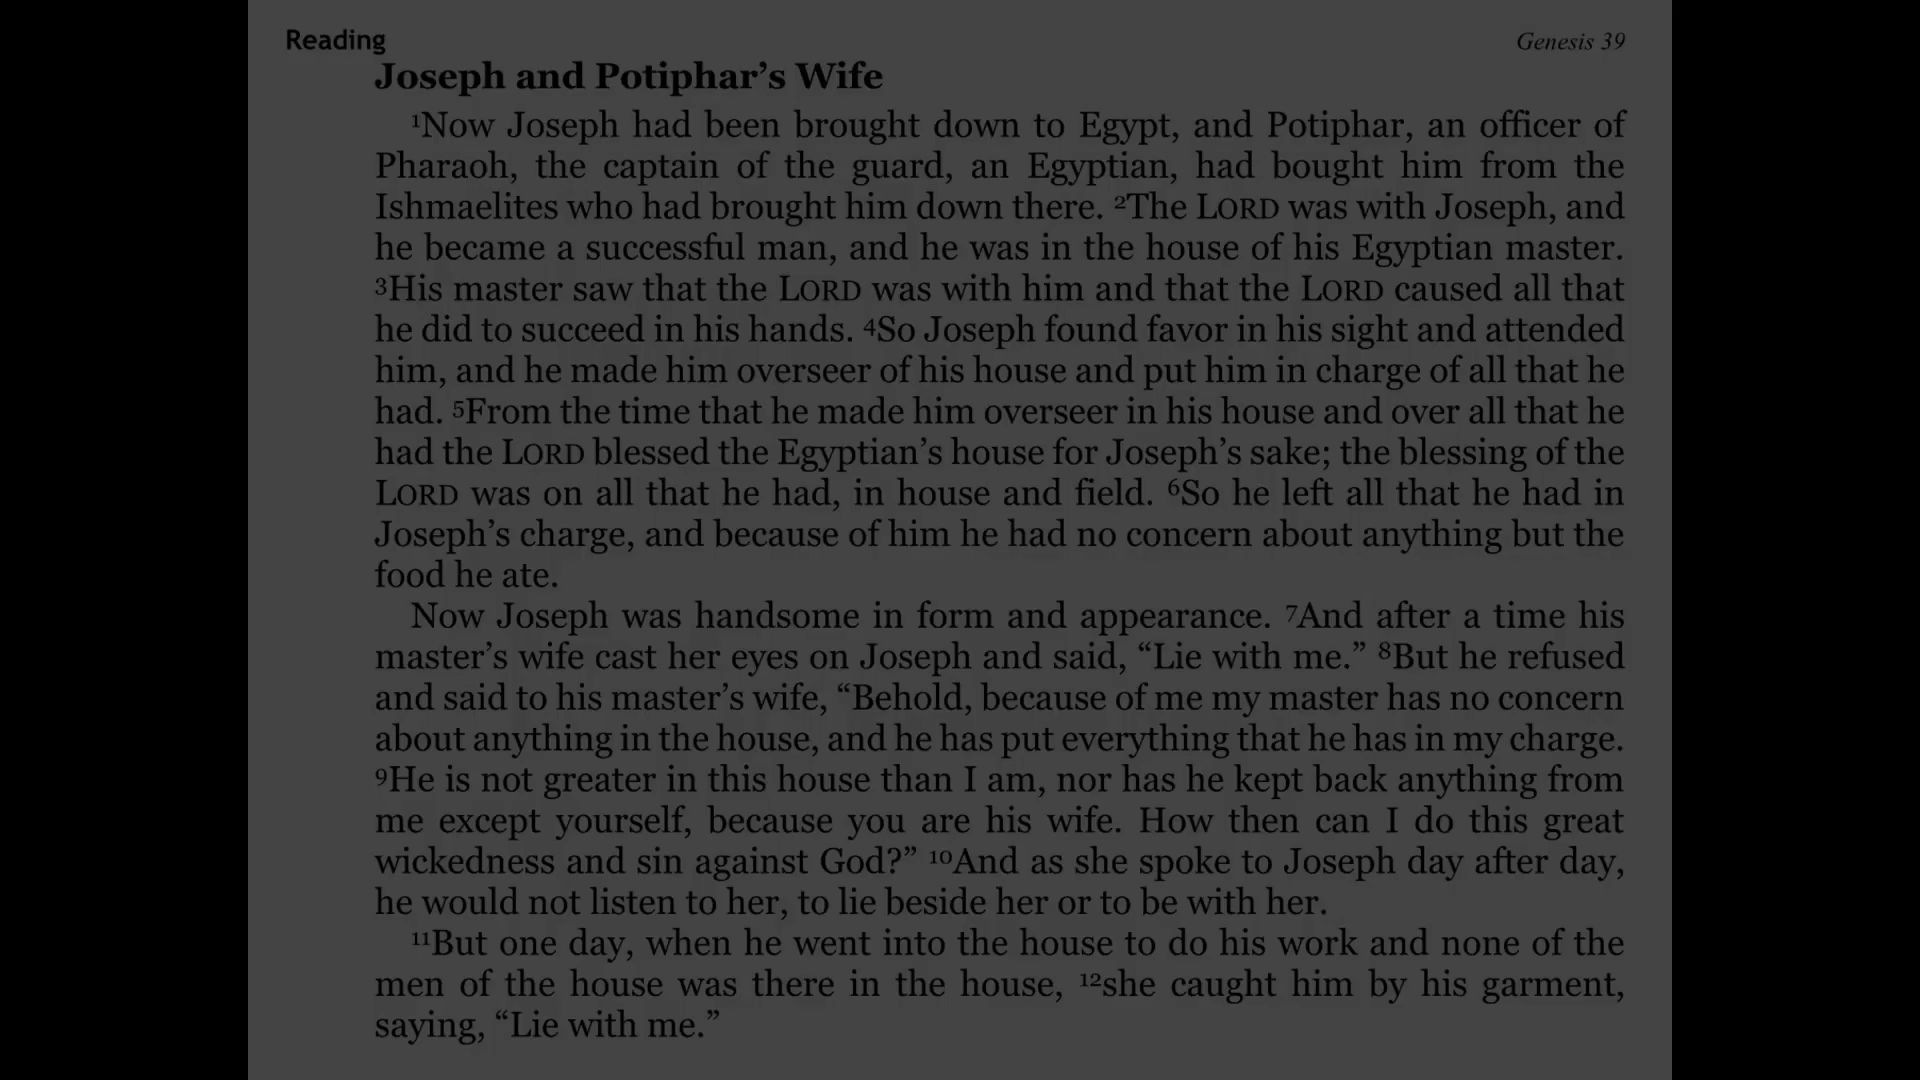 Reading
Genesis 39
Joseph and Potiphar’s Wife
¹Now Joseph had been brought down to Egypt, and Potiphar, an officer of
Pharaoh, the captain of the guard, an Egyptian, had bought him from the
Ishmaelites who had brought him down there. ²The LORD was with Joseph, and
he became a successful man, and he was in the house of his Egyptian master.
³His master saw that the LORD was with him and that the LORD caused all that
he did to succeed in his hands. ⁴So Joseph found favor in his sight and attended
him, and he made him overseer of his house and put him in charge of all that he
had. ⁵From the time that he made him overseer in his house and over all that he
had the LORD blessed the Egyptian’s house for Joseph’s sake; the blessing of the
LORD was on all that he had, in house and field. ⁶So he left all that he had in
Joseph’s charge, and because of him he had no concern about anything but the
food he ate.
Now Joseph was handsome in form and appearance. ⁷And after a time his
master’s wife cast her eyes on Joseph and said, “Lie with me.” ⁸But he refused
and said to his master’s wife, “Behold, because of me my master has no concern
about anything in the house, and he has put everything that he has in my charge.
⁹He is not greater in this house than I am, nor has he kept back anything from
me except yourself, because you are his wife. How then can I do this great
wickedness and sin against God?” ¹⁰And as she spoke to Joseph day after day,
he would not listen to her, to lie beside her or to be with her.
¹¹But one day, when he went into the house to do his work and none of the
men of the house was there in the house, ¹²she caught him by his garment,
saying, “Lie with me.”